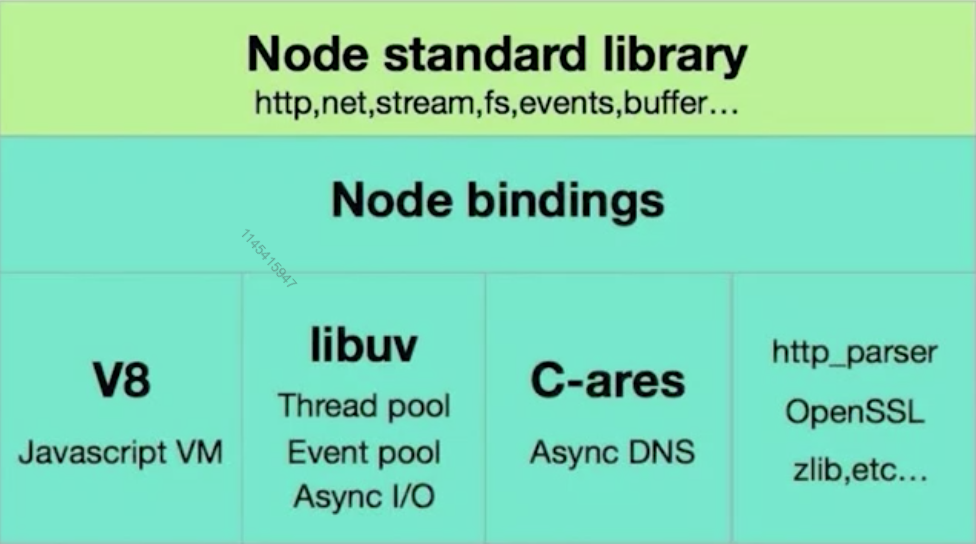 Node standard library
http,net,stream,fs,events,buffer...
Node bindings
1145415947
V8
Javascript VM
libuv
Thread pool
Event pool
Async I/O
C-ares
Async DNS
http_parser
OpenSSL
zlib,etc...